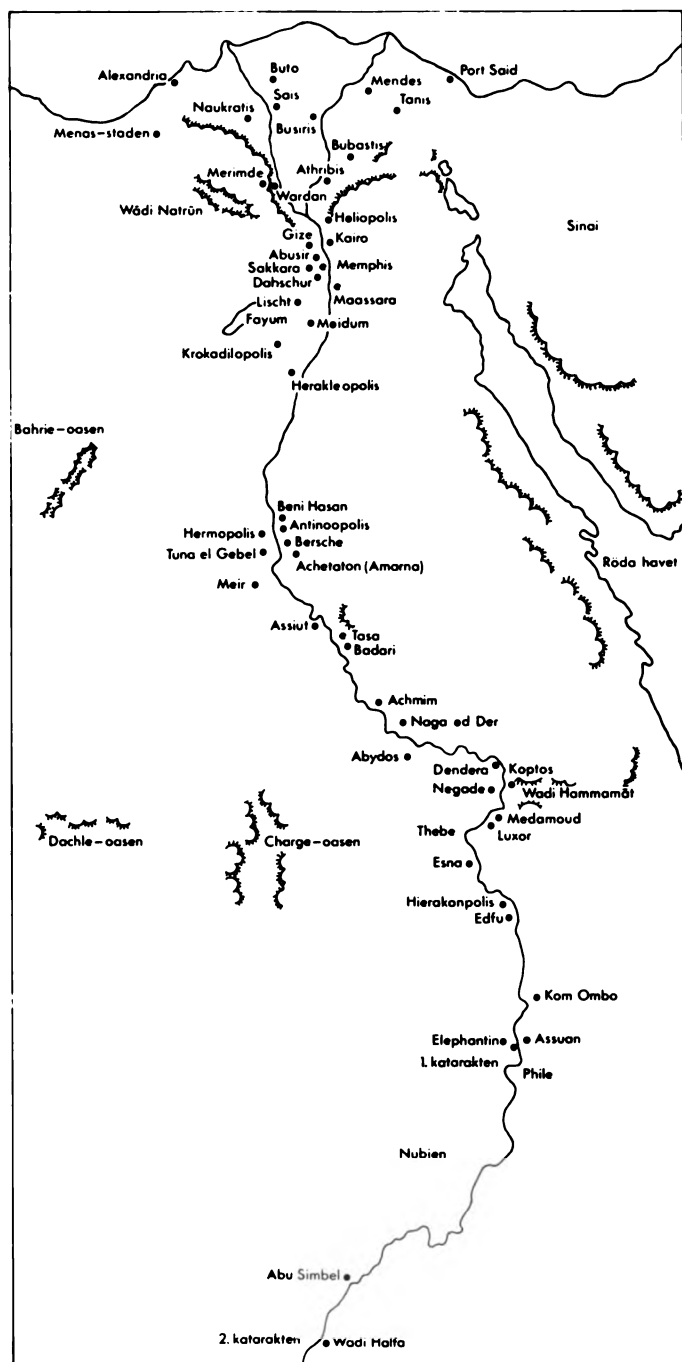 Buto
Port Said
Alexandria
Mendes
Sais
Tanis
Naukratis
Busiris
Menas-staden
Bubastis
Athribis
Merimde
Wardan
Wâdi Natrûn
Heliopolis
Sinai
Gize
Kairo
Abusir
Sakkara
Memphis
Dahschur
Maassara
Lischt
Fayum
Meidum
Krokadilopolis
Herakleopolis
Bahrie-oasen
Beni Hasan
Antinoopolis
Hermopolis
Bersche
Tuna el Gebel
Achetaton (Amarna)
Röda havet
Meir
Assiut
Tasa
Badari
Achmim
Naga ed Der
Abydos
Dendera
Koptos
Negade
Wadi Hammamât
Medamoud
Thebe
Luxor
Dachle-oasen
Charge-oasen
Esna
Hierakonpolis
Edfu
Kom Ombo
Elephantin
Assuan
1. katarakten
Phile
Nubien
Abu Simbel
2. katarakten
Wadi Halfa